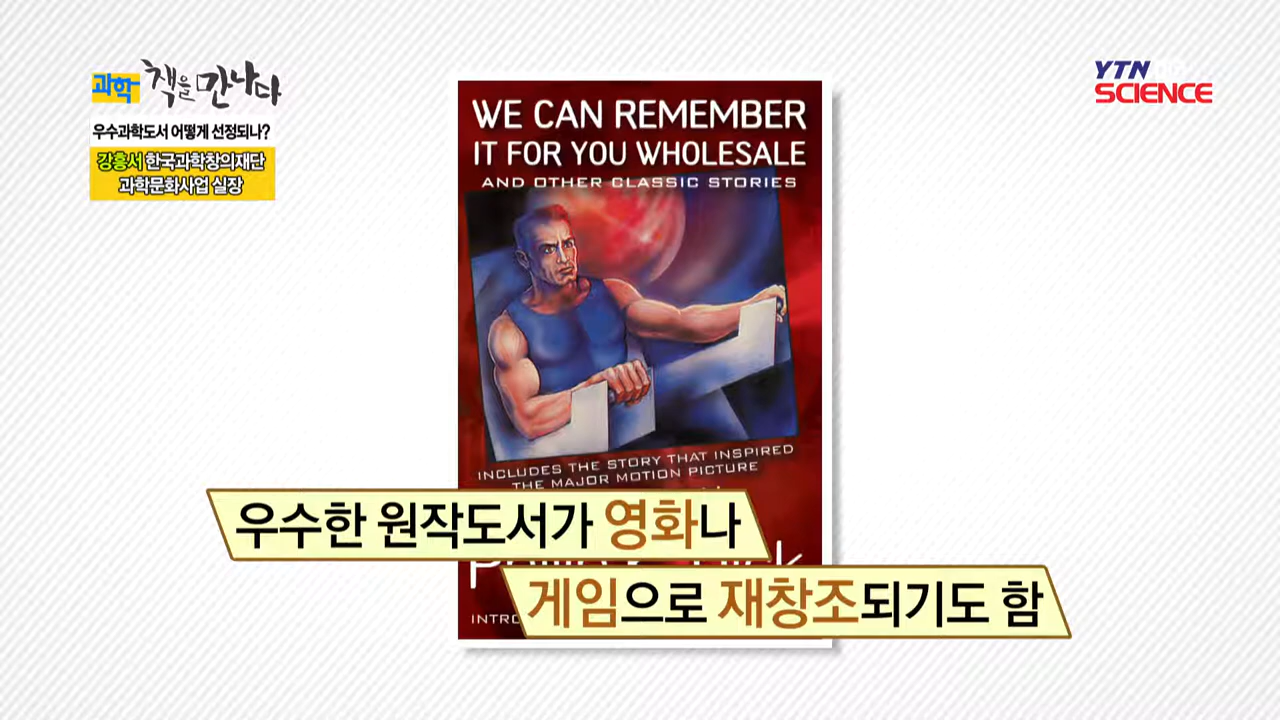 과학 책을 만나다
우수과학도서 어떻게 선정되나?
강흥서 한국과학창의재단
과학문화사업 실장
YTN
SCIENCE
WE CAN REMEMBER
IT FOR YOU WHOLESALE
AND OTHER CLASSIC STORIES
INCLUDES THE STORY THAT INSPIRED
THE MAJOR MOTION PICTURE
우수한 원작도서가 영화나
게임으로 재창조되기도 함